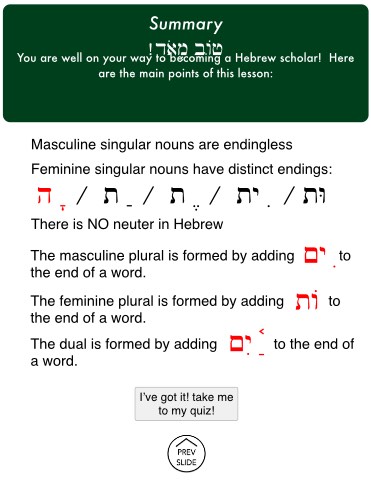 Summary
טוֹב מְאֹד!
You are well on your way to becoming a Hebrew scholar! Here
are the main points of this lesson:
Masculine singular nouns are endingless
Feminine singular nouns have distinct endings:
ָה / ַת / ֶת / ִית / וּת
There is NO neuter in Hebrew
The masculine plural is formed by adding ִים to
the end of a word.
The feminine plural is formed by adding וֹת to
the end of a word.
The dual is formed by adding ַ֫יִם to the end of
a word.
I've got it! take me
to my quiz!
PREV
SLIDE